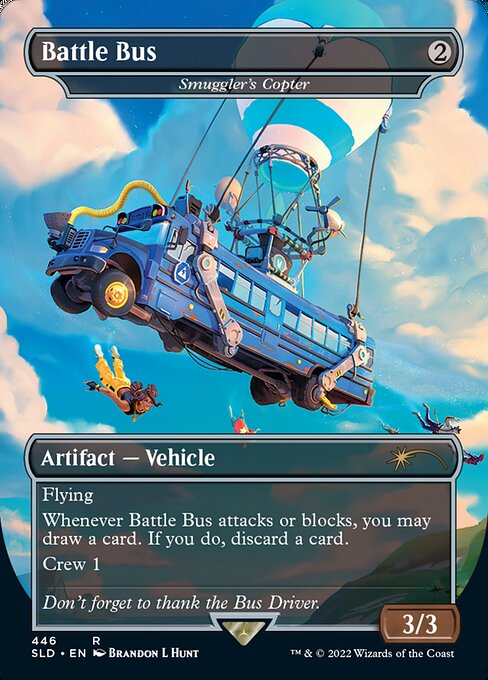 Battle Bus 2
Smuggler's Copter
Artifact — Vehicle
Flying
Whenever Battle Bus attacks or blocks, you may
draw a card. If you do, discard a card.
Crew 1
Don't forget to thank the Bus Driver.
3/3
446 R
SLD • EN Brandon L Hunt
™ & © 2022 Wizards of the Coast